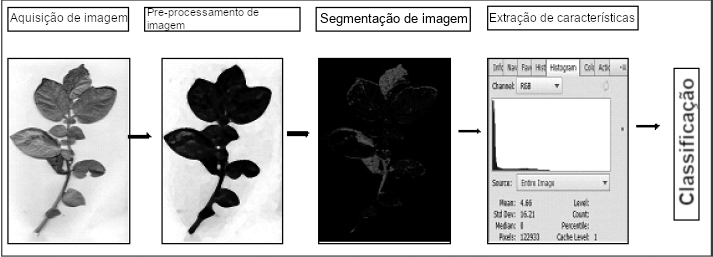 Aquisição de imagem
Pre-processamento de
imagem
Segmentação de imagem
Extração de características
Histogram
Channel: RGB
Source: Entire Image
Mean: 4.66 Level:
Std Dev: 16.21 Count:
Median: 0 Percentile:
Pixels: 122933 Cache Level: 1
Classificação